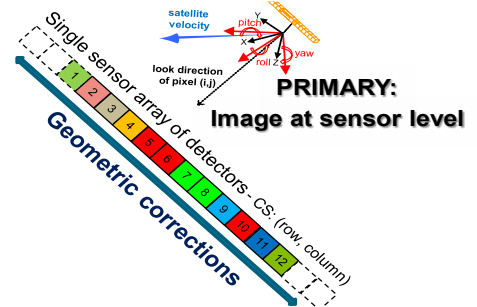 satellite
velocity
pitch
Y
X
Z
roll
yaw
look direction
of pixel (i,j)
PRIMARY:
Image at sensor level
Single sensor array of detectors - CS: (row, column)
1
2
3
4
5
6
7
8
9
10
11
12
Geometric corrections